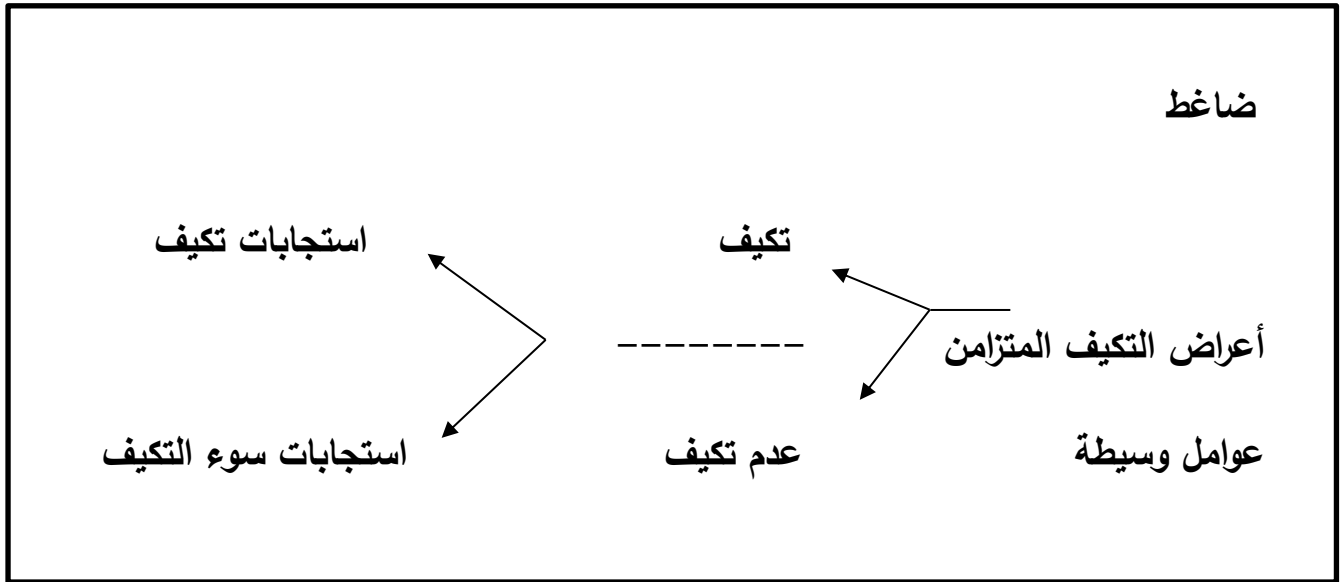 ضاغط
تكيف
استجابات تكيف
أعراض التكيف المتزامن
--------
عوامل وسيطة
عدم تكيف
استجابات سوء التكيف